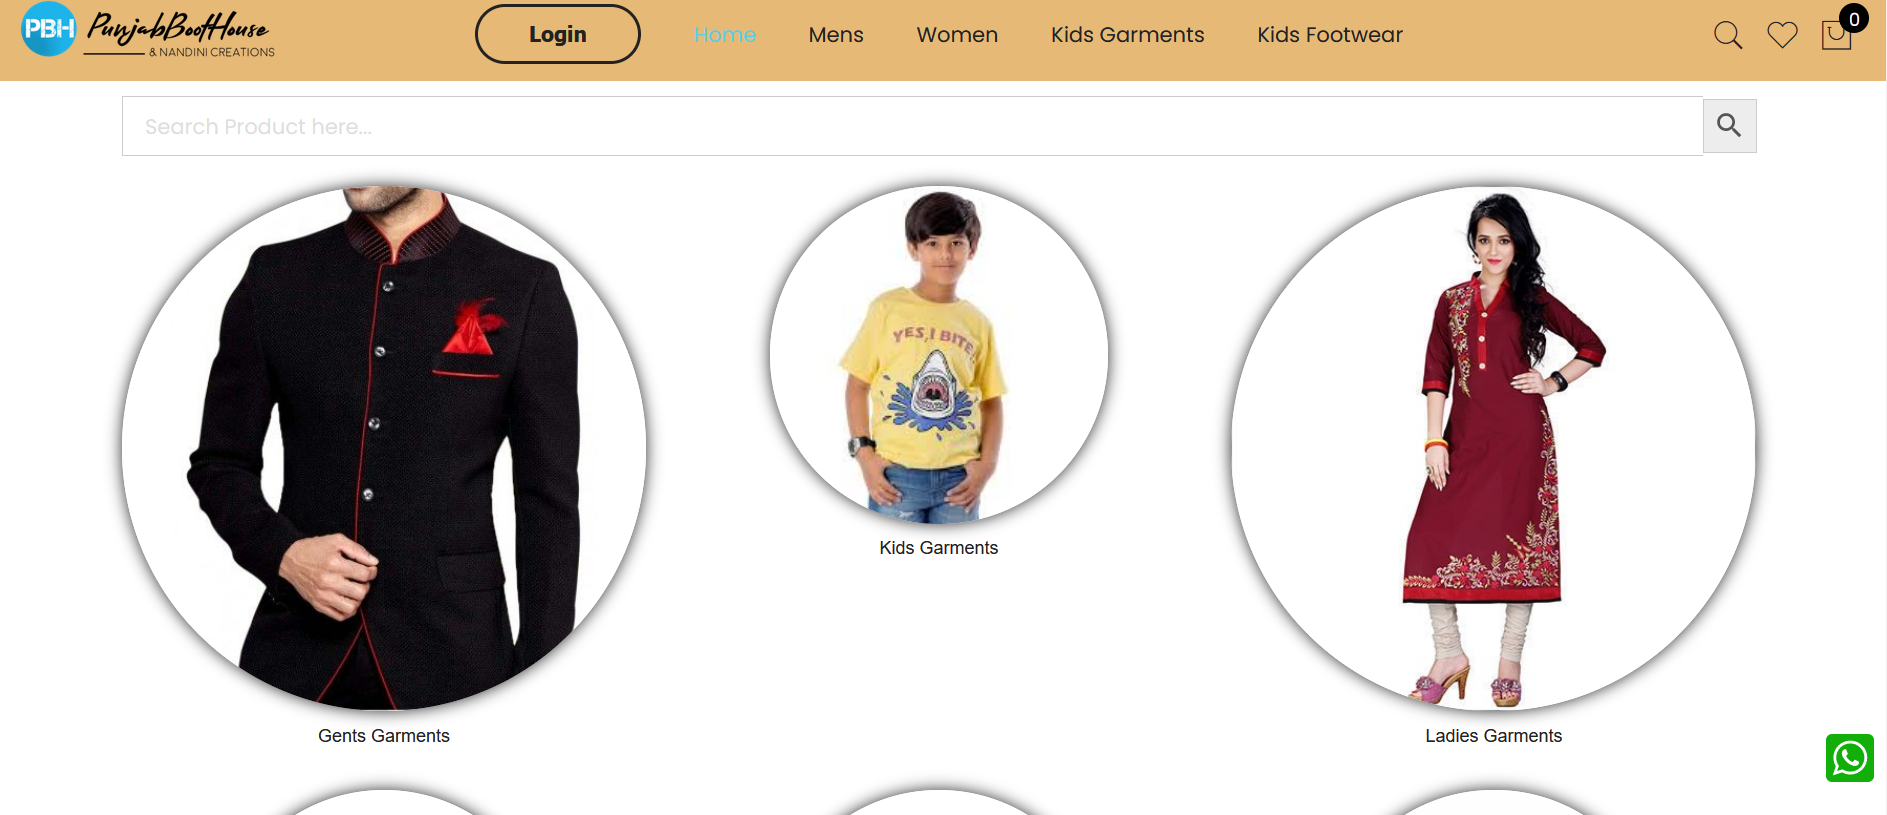 PBH PunjabBootHouse
& NANDINI CREATIONS
Login
Home
Mens
Women
Kids Garments
Kids Footwear
0
Search Product here...
YES, I BITE!
Kids Garments
Gents Garments
Ladies Garments